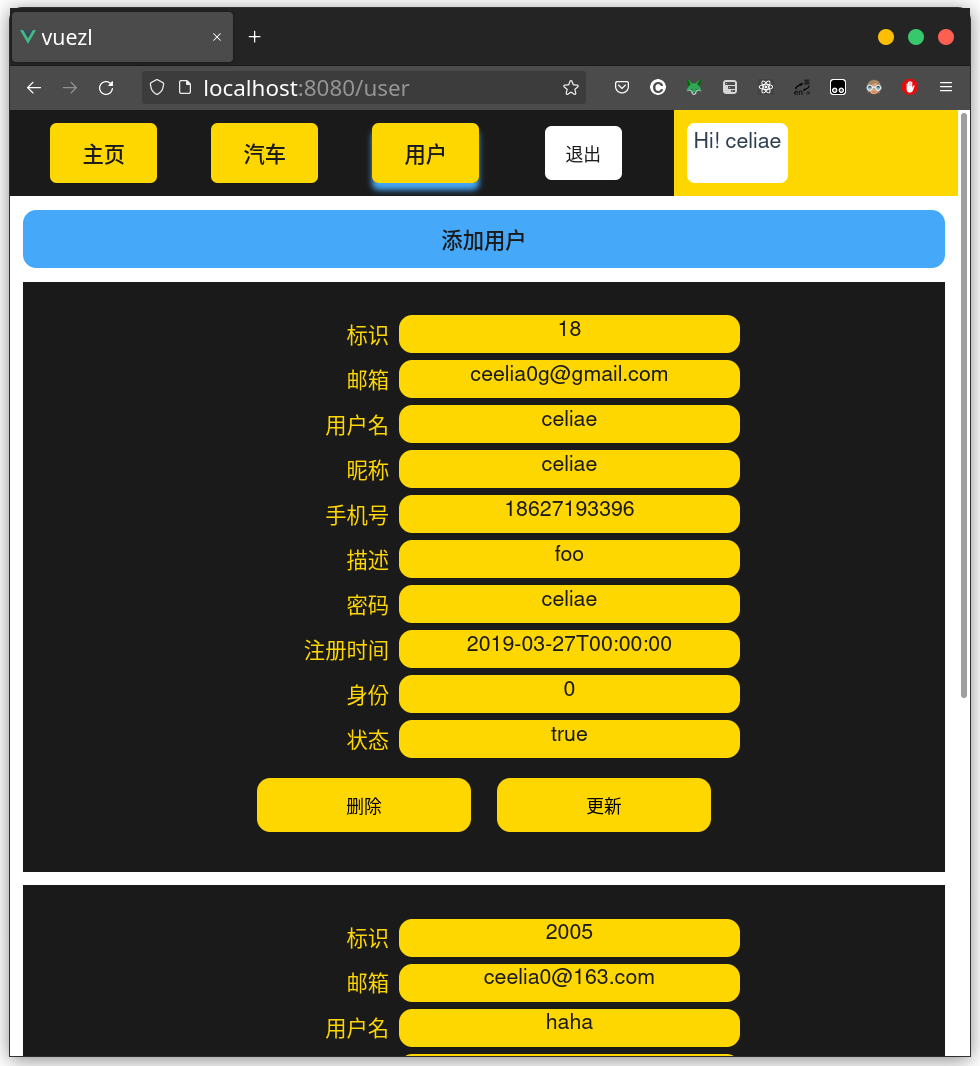 vuezl
localhost:8080/user
主页 汽车 用户 退出 Hi! celiae
添加用户
标识 18
邮箱 ceelia0g@gmail.com
用户名 celiae
昵称 celiae
手机号 18627193396
描述 foo
密码 celiae
注册时间 2019-03-27T00:00:00
身份 0
状态 true
删除 更新
标识 2005
邮箱 ceelia0@163.com
用户名 haha